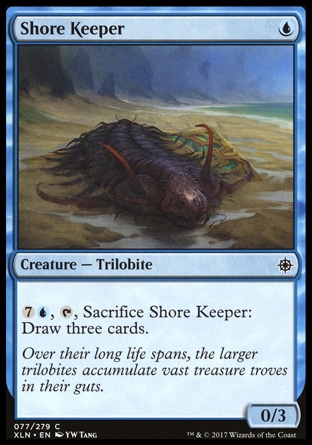 Shore Keeper
Creature — Trilobite
7, , Sacrifice Shore Keeper:
Draw three cards.
Over their long life spans, the larger
trilobites accumulate vast treasure troves
in their guts.
0/3
077/279 C
XLN • EN YW Tang
™ & © 2017 Wizards of the Coast